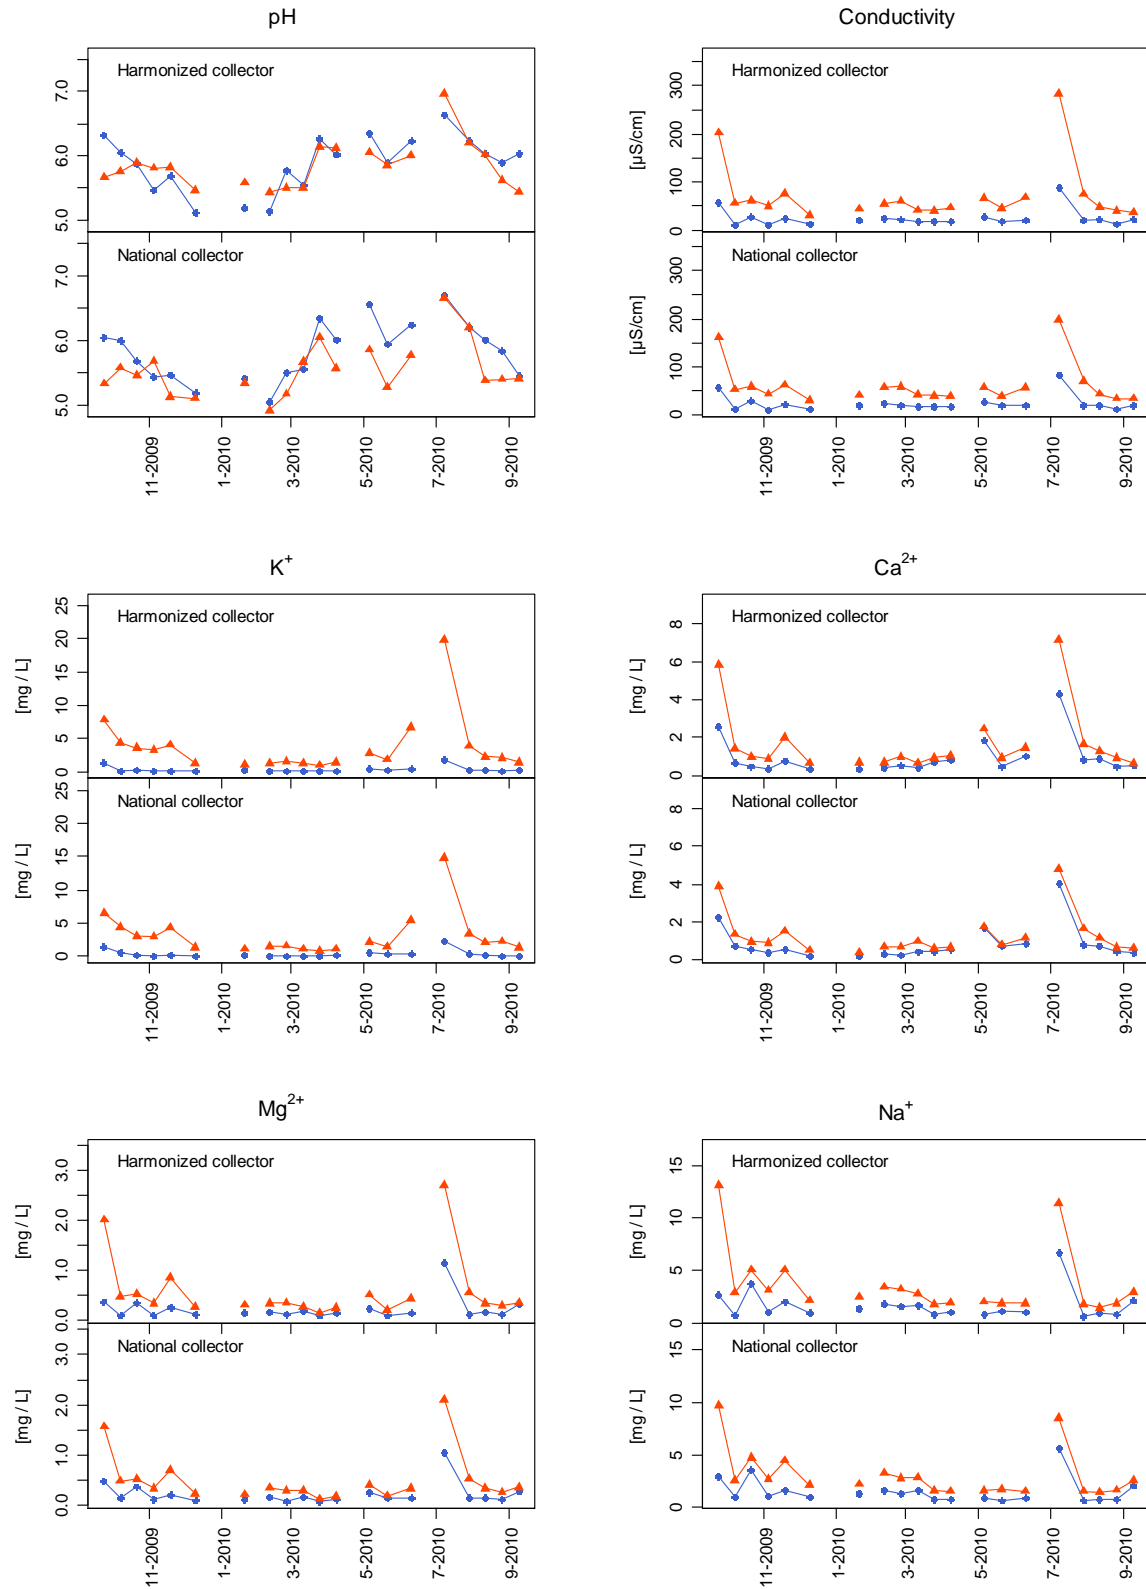 pH
Harmonized collector
5.0 6.0 7.0
National collector
5.0 6.0 7.0
11-2009 1-2010 3-2010 5-2010 7-2010 9-2010
Conductivity
[µS/cm]
Harmonized collector
0 100 200 300
[µS/cm]
National collector
0 100 200 300
11-2009 1-2010 3-2010 5-2010 7-2010 9-2010
K+
[mg / L]
Harmonized collector
0 5 10 15 20 25
[mg / L]
National collector
0 5 10 15 20 25
11-2009 1-2010 3-2010 5-2010 7-2010 9-2010
Ca2+
[mg / L]
Harmonized collector
0 2 4 6 8
[mg / L]
National collector
0 2 4 6 8
11-2009 1-2010 3-2010 5-2010 7-2010 9-2010
Mg2+
[mg / L]
Harmonized collector
0.0 1.0 2.0 3.0
[mg / L]
National collector
0.0 1.0 2.0 3.0
11-2009 1-2010 3-2010 5-2010 7-2010 9-2010
Na+
[mg / L]
Harmonized collector
0 5 10 15
[mg / L]
National collector
0 5 10 15
11-2009 1-2010 3-2010 5-2010 7-2010 9-2010